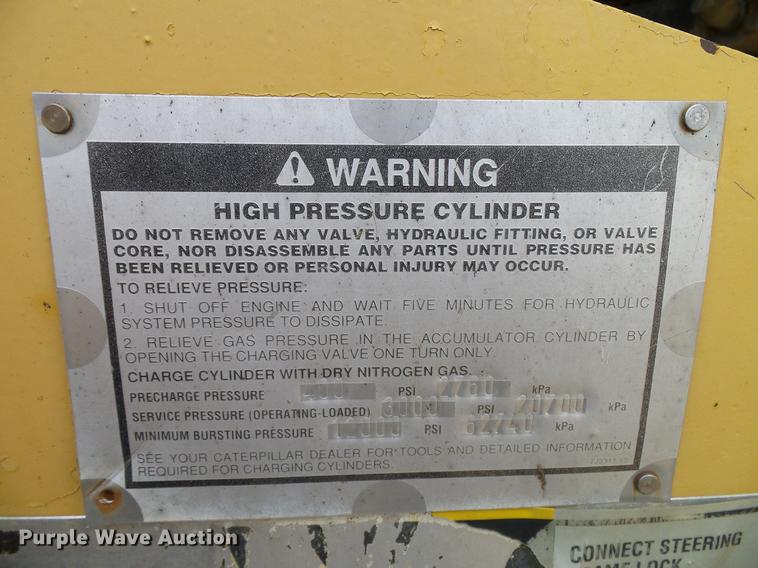 WARNING
HIGH PRESSURE CYLINDER
DO NOT REMOVE ANY VALVE, HYDRAULIC FITTING, OR VALVE
CORE, NOR DISASSEMBLE ANY PARTS UNTIL PRESSURE HAS
BEEN RELIEVED OR PERSONAL INJURY MAY OCCUR.
TO RELIEVE PRESSURE:
1. SHUT OFF ENGINE AND WAIT FIVE MINUTES FOR HYDRAULIC
SYSTEM PRESSURE TO DISSIPATE.
2. RELIEVE GAS PRESSURE IN THE ACCUMULATOR CYLINDER BY
OPENING THE CHARGING VALVE ONE TURN ONLY.
CHARGE CYLINDER WITH DRY NITROGEN GAS.
PRECHARGE PRESSURE 400 PSI 2760 kPa
SERVICE PRESSURE (OPERATING-LOADED) 3000 PSI 20700 kPa
MINIMUM BURSTING PRESSURE PSI 82740 kPa
SEE YOUR CATERPILLAR DEALER FOR TOOLS AND DETAILED INFORMATION
REQUIRED FOR CHARGING CYLINDERS.
Purple Wave Auction
CONNECT STEERING
FRAME LOCK